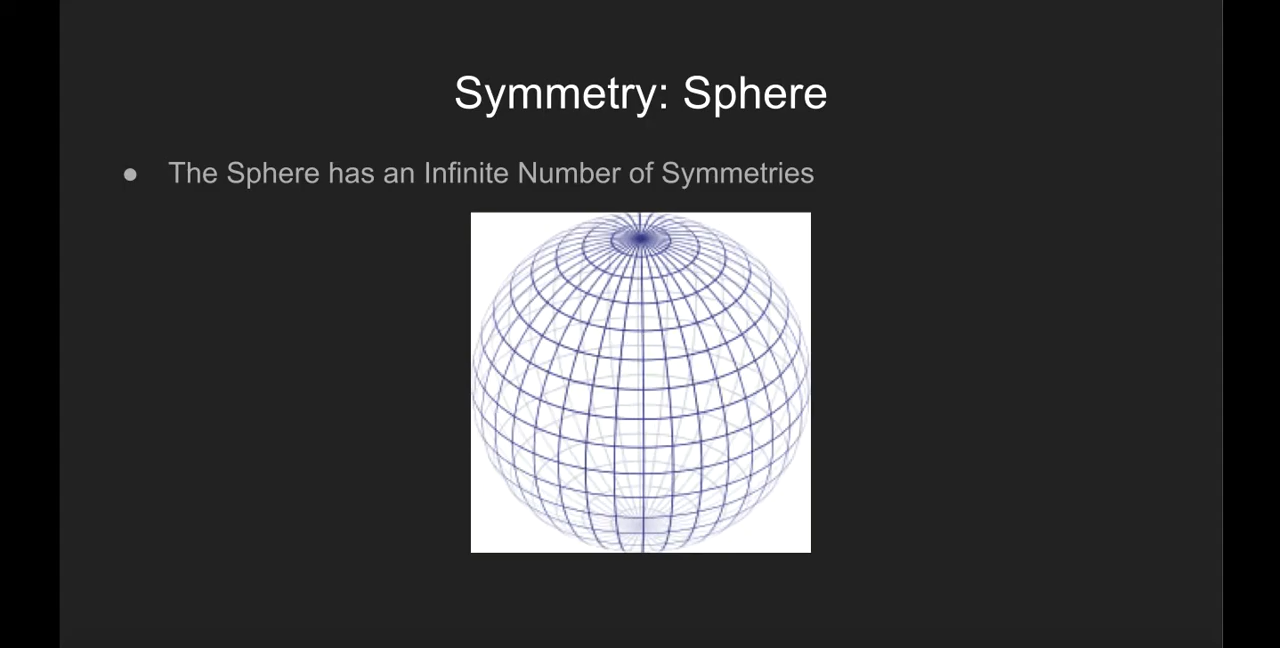 Symmetry: Sphere
● The Sphere has an Infinite Number of Symmetries